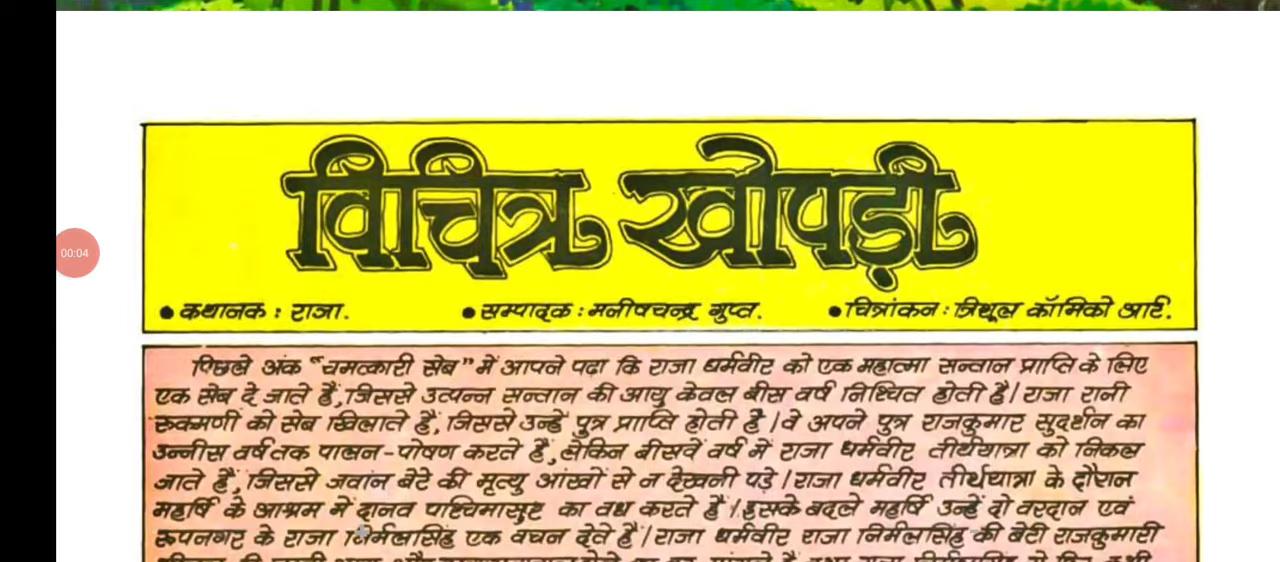 00:04
विचित्र खोपड़ी
● कथानक : राजा. ● सम्पादक : मनीषचन्द्र गुप्त. ● चित्रांकन : त्रिशूल कॉमिको आर्ट.
पिछले अंक "चमत्कारी सेब" में आपने पढ़ा कि राजा धर्मवीर को एक महात्मा सन्तान प्राप्ति के लिए
एक सेब दे जाते हैं, जिससे उत्पन्न सन्तान की आयु केवल बीस वर्ष निश्चित होती है। राजा रानी
रुकमणी को सेब खिलाते हैं, जिससे उन्हें पुत्र प्राप्ति होती है। वे अपने पुत्र राजकुमार सुदर्शन का
उन्नीस वर्ष तक पालन-पोषण करते हैं, लेकिन बीसवें वर्ष में राजा धर्मवीर तीर्थयात्रा को निकल
जाते हैं, जिससे जवान बेटे की मृत्यु आंखों से न देखनी पड़े। राजा धर्मवीर तीर्थयात्रा के दौरान
महर्षि के आश्रम में दानव पश्चिमासुर का वध करते हैं। इसके बदले महर्षि उन्हें दो वरदान एवं
रूपनगर के राजा निर्मलसिंह एक वचन देते हैं। राजा धर्मवीर राजा निर्मलसिंह की बेटी राजकुमारी